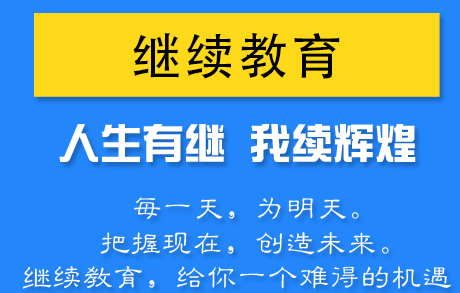 继续教育
人生有继 我续辉煌
每一天，为明天。
把握现在，创造未来。
继续教育，给你一个难得的机遇